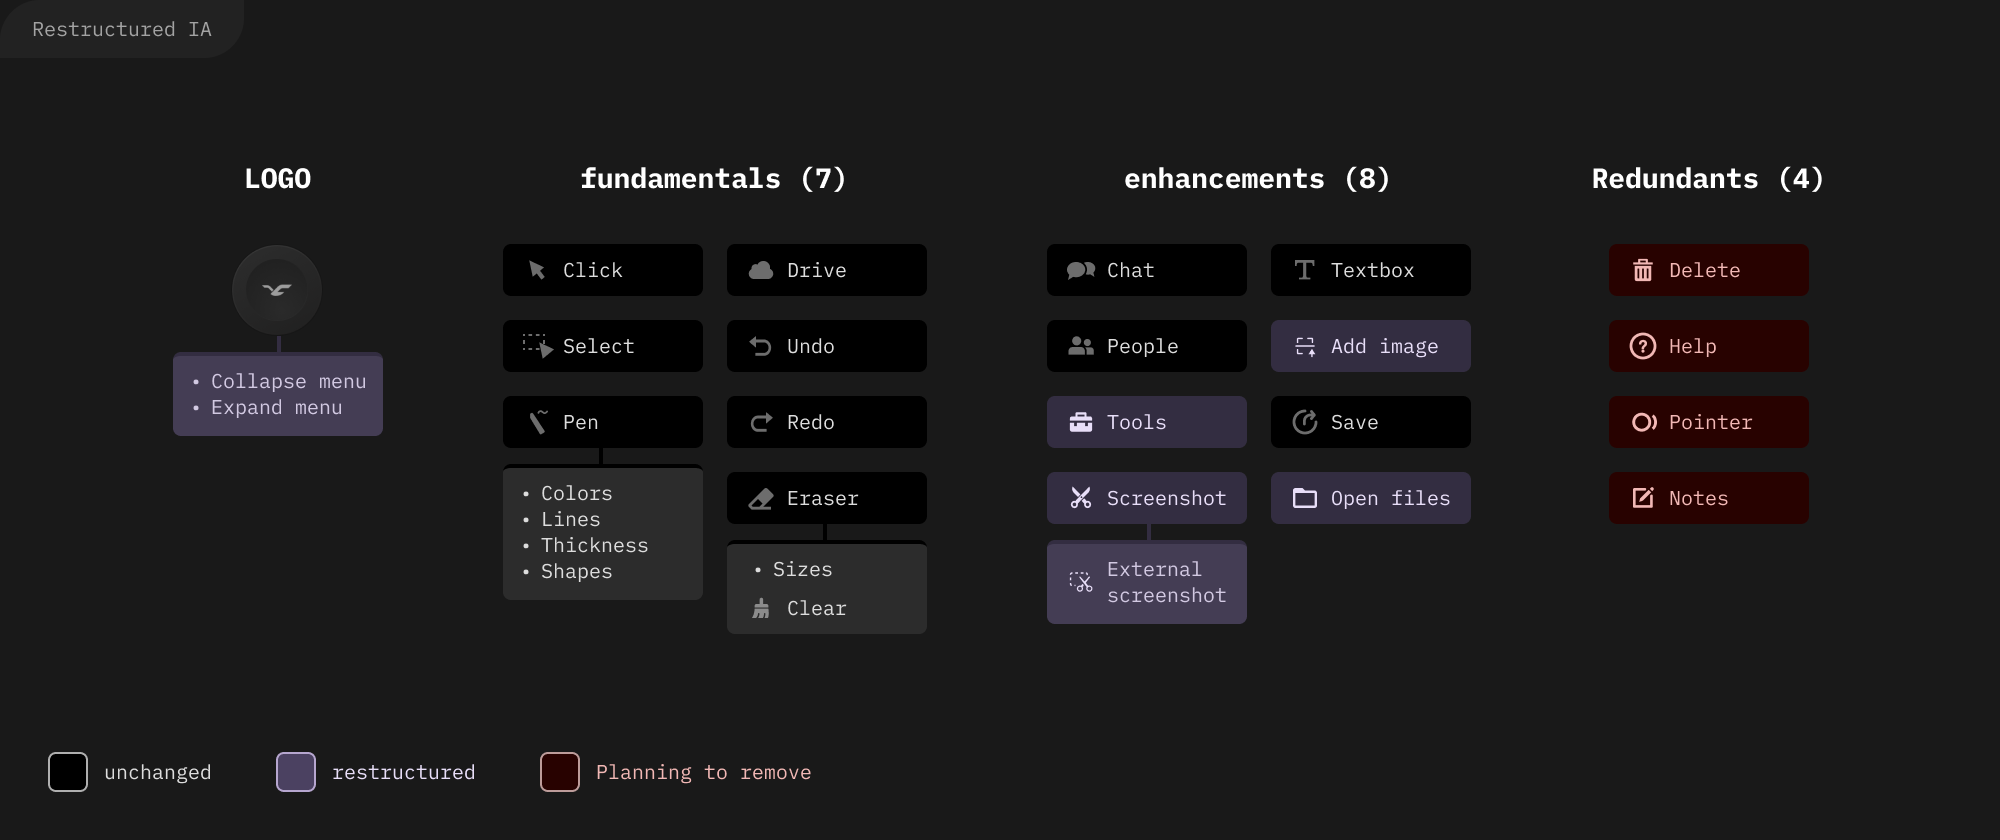 Restructured IA
LOGO
• Collapse menu
• Expand menu
fundamentals (7)
Click
Select
Pen
• Colors
• Lines
• Thickness
• Shapes
Drive
Undo
Redo
Eraser
• Sizes
Clear
enhancements (8)
Chat
People
Tools
Screenshot
External
screenshot
Textbox
Add image
Save
Open files
Redundants (4)
Delete
Help
Pointer
Notes
unchanged
restructured
Planning to remove